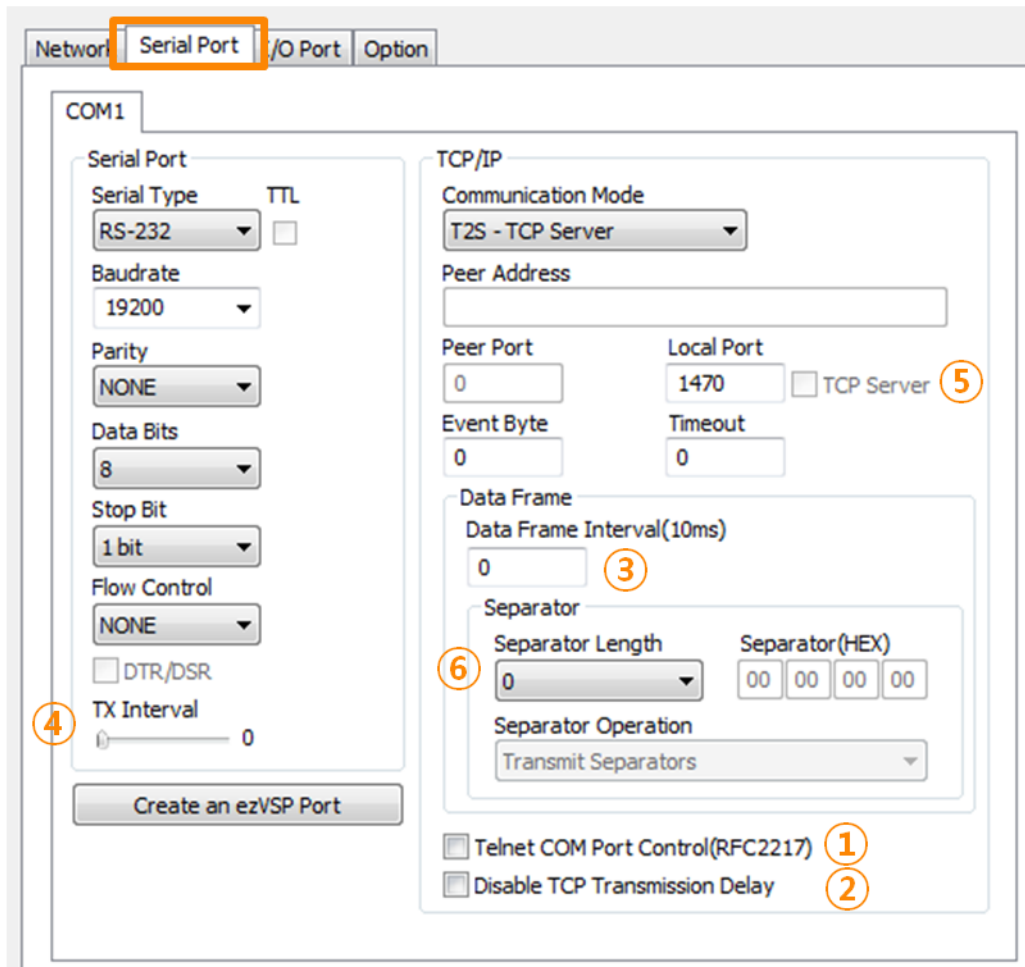 Network Serial Port I/O Port Option
COM1
Serial Port
Serial Type TTL
RS-232
Baudrate
19200
Parity
NONE
Data Bits
8
Stop Bit
1 bit
Flow Control
NONE
DTR/DSR
④ TX Interval
0
Create an ezVSP Port
TCP/IP
Communication Mode
T2S - TCP Server
Peer Address
Peer Port Local Port
0 1470 TCP Server ⑤
Event Byte Timeout
0 0
Data Frame
Data Frame Interval(10ms)
0 ③
Separator
Separator Length Separator(HEX)
⑥ 0 00 00 00 00
Separator Operation
Transmit Separators
Telnet COM Port Control(RFC2217) ①
Disable TCP Transmission Delay ②